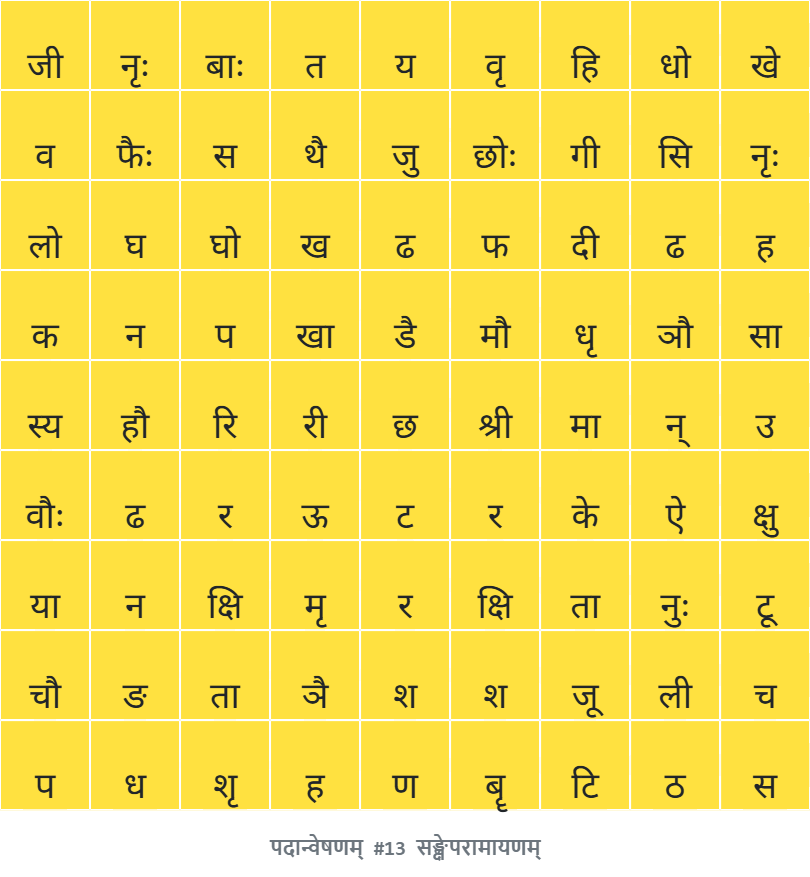 जी नृः बाः त य वृ हि धो खे
व फैः स थै जु छोः गी सि नृः
लो घ घो ख ढ फ दी ढ ह
क न प खा डै मौ धृ ञौ सा
स्य हौ रि री छ श्री मा न् उ
वौः ढ र ऊ ट र के ऐ क्षु
या न क्षि मृ र क्षि ता नुः टू
चौ ङ ता ञै श श जू ली च
प ध शृ ह ण बृ टि ठ स
पदान्वेषणम् #13 सङ्क्षेपरामायणम्